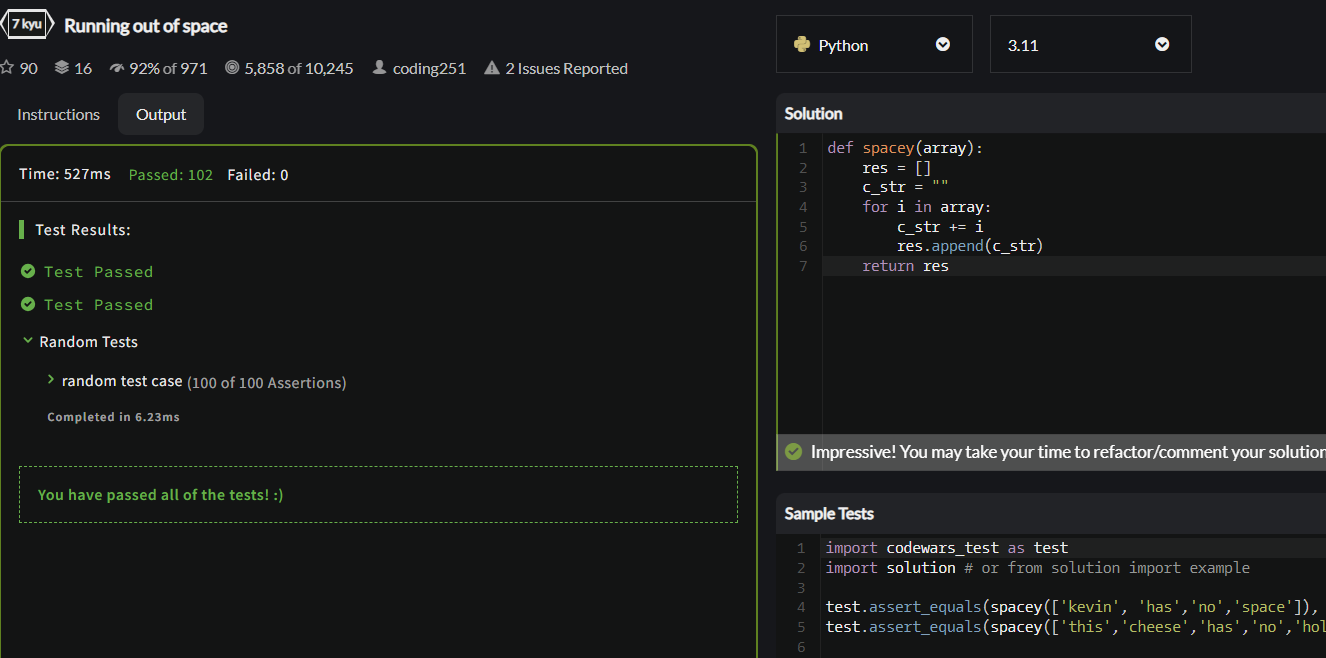 7 kyu Running out of space
90 16 92% of 971 5,858 of 10,245 coding251 2 Issues Reported
Instructions Output
Time: 527ms Passed: 102 Failed: 0
Test Results:
Test Passed
Test Passed
Random Tests
random test case (100 of 100 Assertions)
Completed in 6.23ms
You have passed all of the tests! :)
Python 3.11
Solution
1 def spacey(array):
2     res = []
3     c_str = ""
4     for i in array:
5         c_str += i
6         res.append(c_str)
7     return res
Impressive! You may take your time to refactor/comment your solution
Sample Tests
1 import codewars_test as test
2 import solution # or from solution import example
3
4 test.assert_equals(spacey(['kevin', 'has','no','space']),
5 test.assert_equals(spacey(['this','cheese','has','no','hol
6